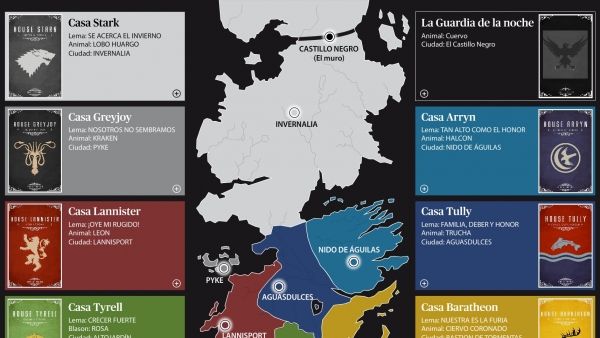 HOUSE STARK
Casa Stark
Lema: SE ACERCA EL INVIERNO
Animal: LOBO HUARGO
Ciudad: INVERNALIA
HOUSE GREYJOY
Casa Greyjoy
Lema: NOSOTROS NO SEMBRAMOS
Animal: KRAKEN
Ciudad: PYKE
HOUSE LANNISTER
Casa Lannister
Lema: ¡OYE MI RUGIDO!
Animal: LEON
Ciudad: LANNISPORT
HOUSE TYRELL
Casa Tyrell
Lema: CRECER FUERTE
Blason: ROSA
Ciudad: ALTOJARDIN
CASTILLO NEGRO
(El muro)
INVERNALIA
NIDO DE ÁGUILAS
PYKE
AGUASDULCES
LANNISPORT
La Guardia de la noche
Animal: Cuervo
Ciudad: El Castillo Negro
Casa Arryn
Lema: TAN ALTO COMO EL HONOR
Animal: HALCON
Ciudad: NIDO DE ÁGUILAS
HOUSE ARRYN
Casa Tully
Lema: FAMILIA, DEBER Y HONOR
Animal: TRUCHA
Ciudad: AGUASDULCES
HOUSE TULLY
Casa Baratheon
Lema: NUESTRA ES LA FURIA
Animal: CIERVO CORONADO
Ciudad: BASTION DE TORMENTAS
HOUSE BARATHEON